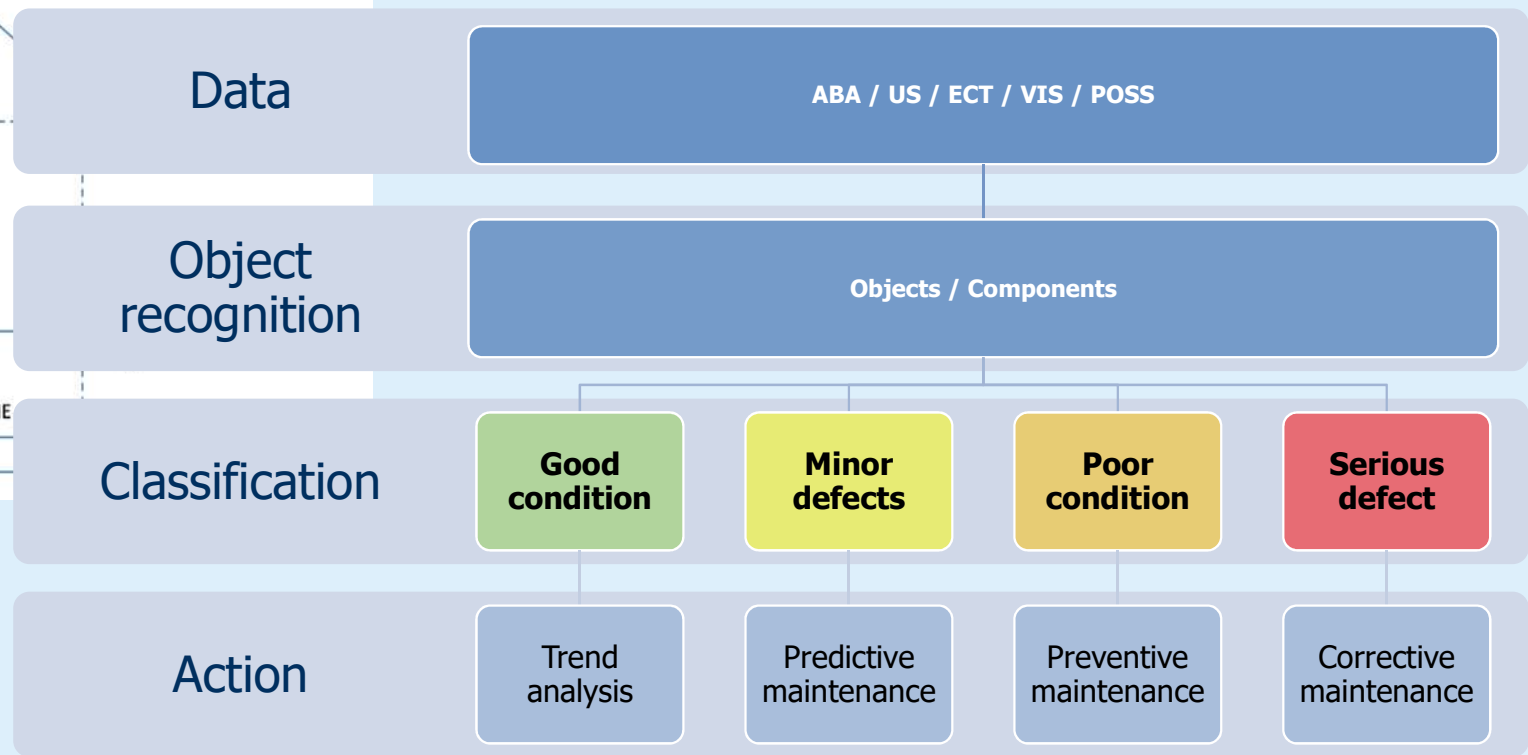 Data
ABA / US / ECT / VIS / POSS
Object
recognition
Objects / Components
Classification
Good
condition
Minor
defects
Poor
condition
Serious
defect
Action
Trend
analysis
Predictive
maintenance
Preventive
maintenance
Corrective
maintenance